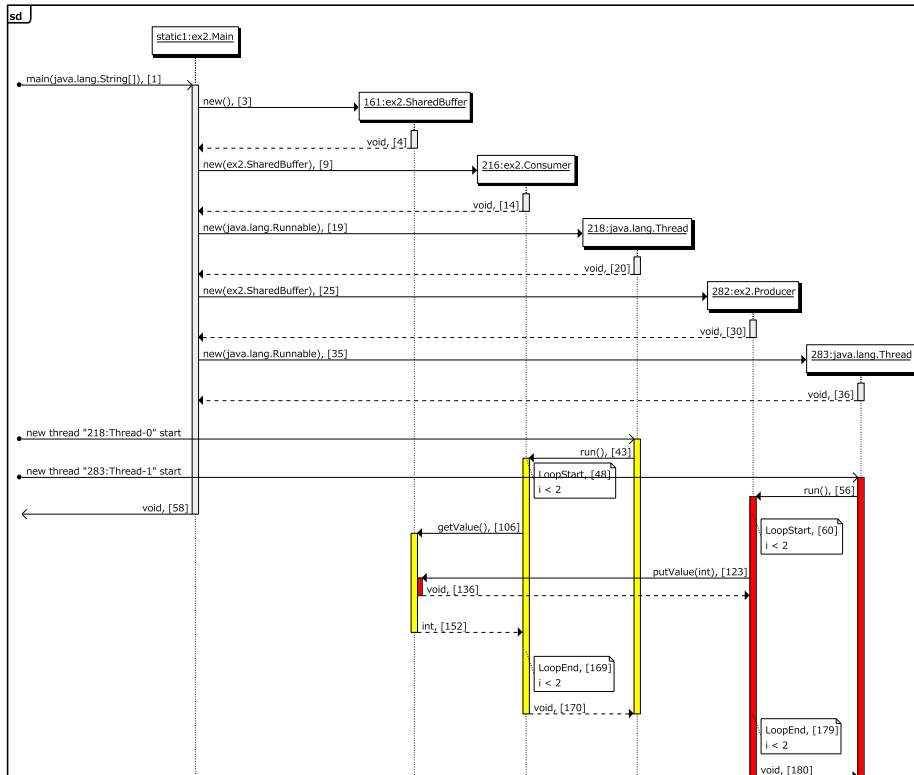 sd
static1:ex2.Main
main(java.lang.String[]), [1]
new(), [3]
161:ex2.SharedBuffer
void, [4]
new(ex2.SharedBuffer), [9]
216:ex2.Consumer
void, [14]
new(java.lang.Runnable), [19]
218:java.lang.Thread
void, [20]
new(ex2.SharedBuffer), [25]
282:ex2.Producer
void, [30]
new(java.lang.Runnable), [35]
283:java.lang.Thread
void, [36]
new thread "218:Thread-0" start
run(), [43]
new thread "283:Thread-1" start
LoopStart, [48]
i < 2
run(), [56]
void, [58]
LoopStart, [60]
i < 2
getValue(), [106]
putValue(int), [123]
void, [136]
int, [152]
LoopEnd, [169]
i < 2
void, [170]
LoopEnd, [179]
i < 2
void, [180]